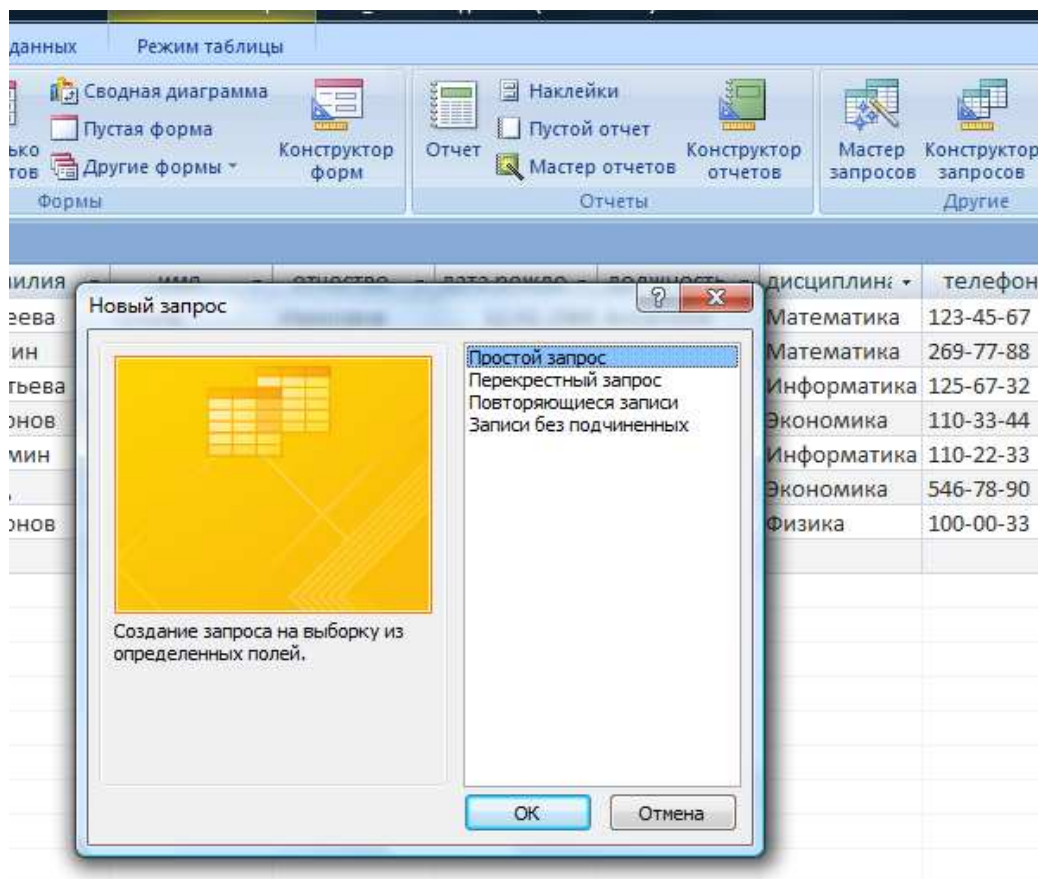 данных Режим таблицы
Сводная диаграмма
Пустая форма
Другие формы
Конструктор
форм
Формы
Отчет
Наклейки
Пустой отчет
Мастер отчетов
Конструктор
отчетов
Отчеты
Мастер
запросов
Конструктор
запросов
Другие
дисциплина телефон
Новый запрос
Простой запрос
Перекрестный запрос
Повторяющиеся записи
Записи без подчиненных
Создание запроса на выборку из
определенных полей.
ОК Отмена
Математика 123-45-67
Математика 269-77-88
Информатика 125-67-32
Экономика 110-33-44
Информатика 110-22-33
Экономика 546-78-90
Физика 100-00-33